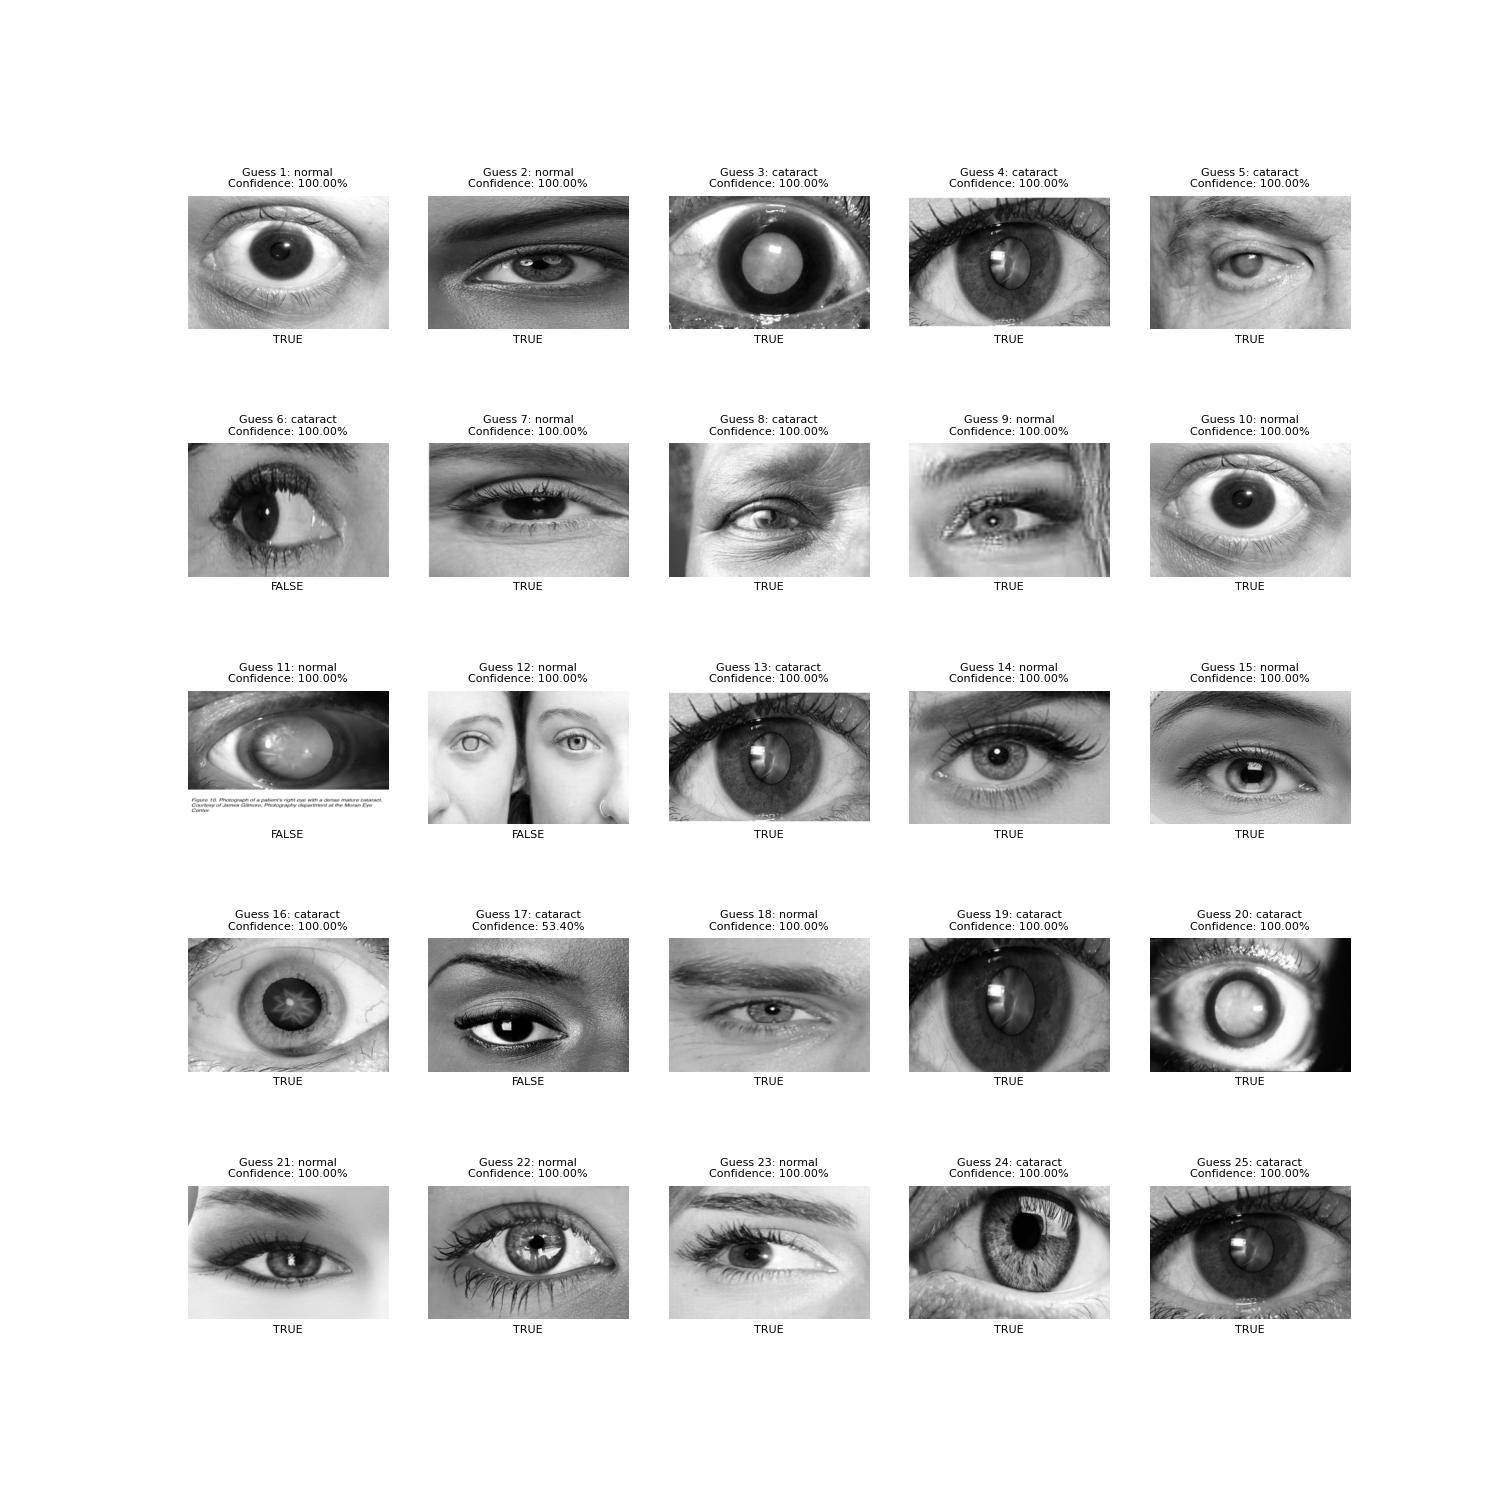 Guess 1: normal
Confidence: 100.00%
TRUE
Guess 2: normal
Confidence: 100.00%
TRUE
Guess 3: cataract
Confidence: 100.00%
TRUE
Guess 4: cataract
Confidence: 100.00%
TRUE
Guess 5: cataract
Confidence: 100.00%
TRUE
Guess 6: cataract
Confidence: 100.00%
FALSE
Guess 7: normal
Confidence: 100.00%
TRUE
Guess 8: cataract
Confidence: 100.00%
TRUE
Guess 9: normal
Confidence: 100.00%
TRUE
Guess 10: normal
Confidence: 100.00%
TRUE
Guess 11: normal
Confidence: 100.00%
Figure 16. Photograph of a patient's right eye with a dense mature cataract.
Courtesy of James Gilmore, Photography department at the Moran Eye
Center.
FALSE
Guess 12: normal
Confidence: 100.00%
FALSE
Guess 13: cataract
Confidence: 100.00%
TRUE
Guess 14: normal
Confidence: 100.00%
TRUE
Guess 15: normal
Confidence: 100.00%
TRUE
Guess 16: cataract
Confidence: 100.00%
TRUE
Guess 17: cataract
Confidence: 53.40%
FALSE
Guess 18: normal
Confidence: 100.00%
TRUE
Guess 19: cataract
Confidence: 100.00%
TRUE
Guess 20: cataract
Confidence: 100.00%
TRUE
Guess 21: normal
Confidence: 100.00%
TRUE
Guess 22: normal
Confidence: 100.00%
TRUE
Guess 23: normal
Confidence: 100.00%
TRUE
Guess 24: cataract
Confidence: 100.00%
TRUE
Guess 25: cataract
Confidence: 100.00%
TRUE